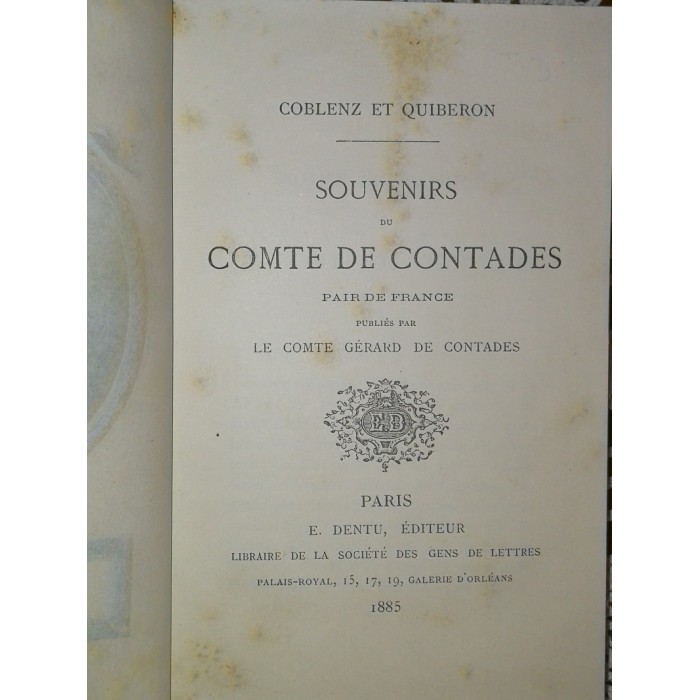 COBLENZ ET QUIBERON
SOUVENIRS
DU
COMTE DE CONTADES
PAIR DE FRANCE
PUBLIÉS PAR
LE COMTE GÉRARD DE CONTADES
ED
PARIS
E. DENTU, ÉDITEUR
LIBRAIRE DE LA SOCIÉTÉ DES GENS DE LETTRES
PALAIS-ROYAL, 15, 17, 19, GALERIE D'ORLÉANS
1885